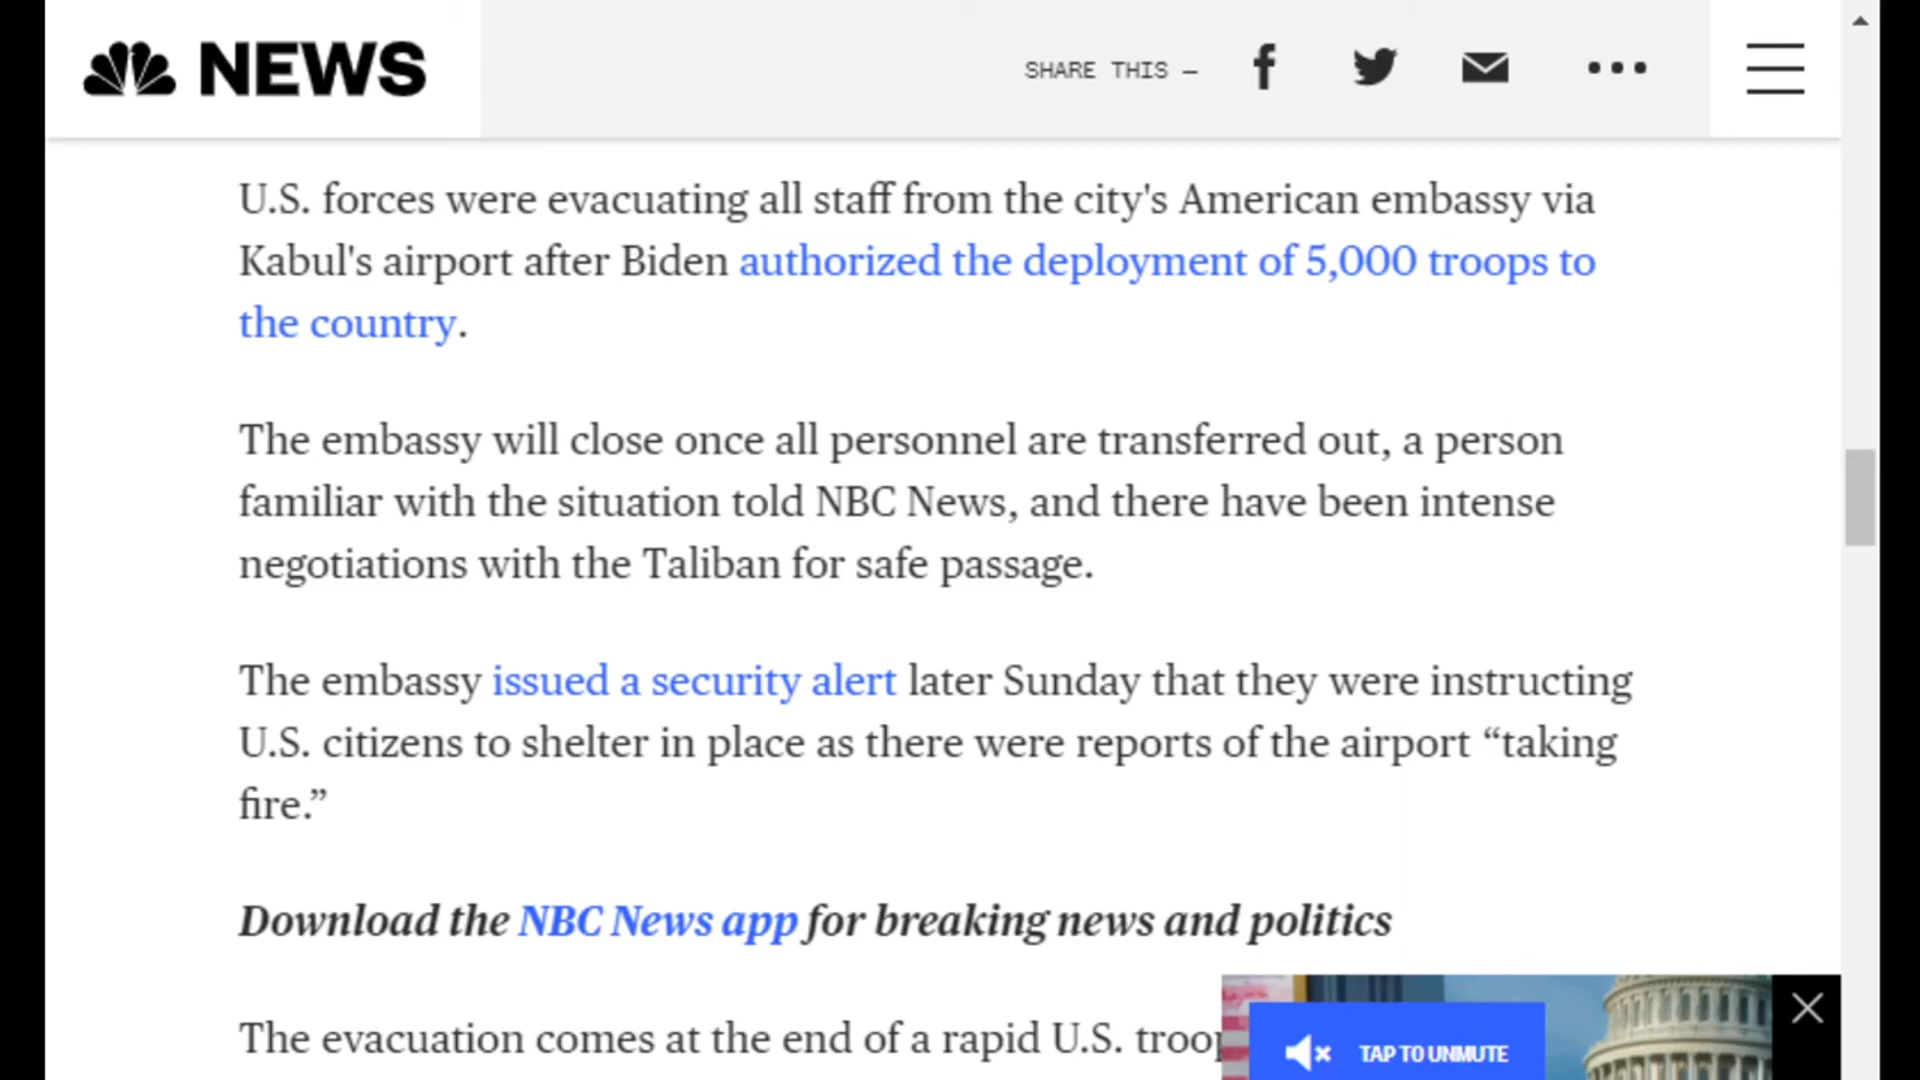 NEWS
SHARE THIS –
U.S. forces were evacuating all staff from the city's American embassy via
Kabul's airport after Biden authorized the deployment of 5,000 troops to
the country.
The embassy will close once all personnel are transferred out, a person
familiar with the situation told NBC News, and there have been intense
negotiations with the Taliban for safe passage.
The embassy issued a security alert later Sunday that they were instructing
U.S. citizens to shelter in place as there were reports of the airport “taking
fire.”
Download the NBC News app for breaking news and politics
The evacuation comes at the end of a rapid U.S.
TAP TO UNMUTE